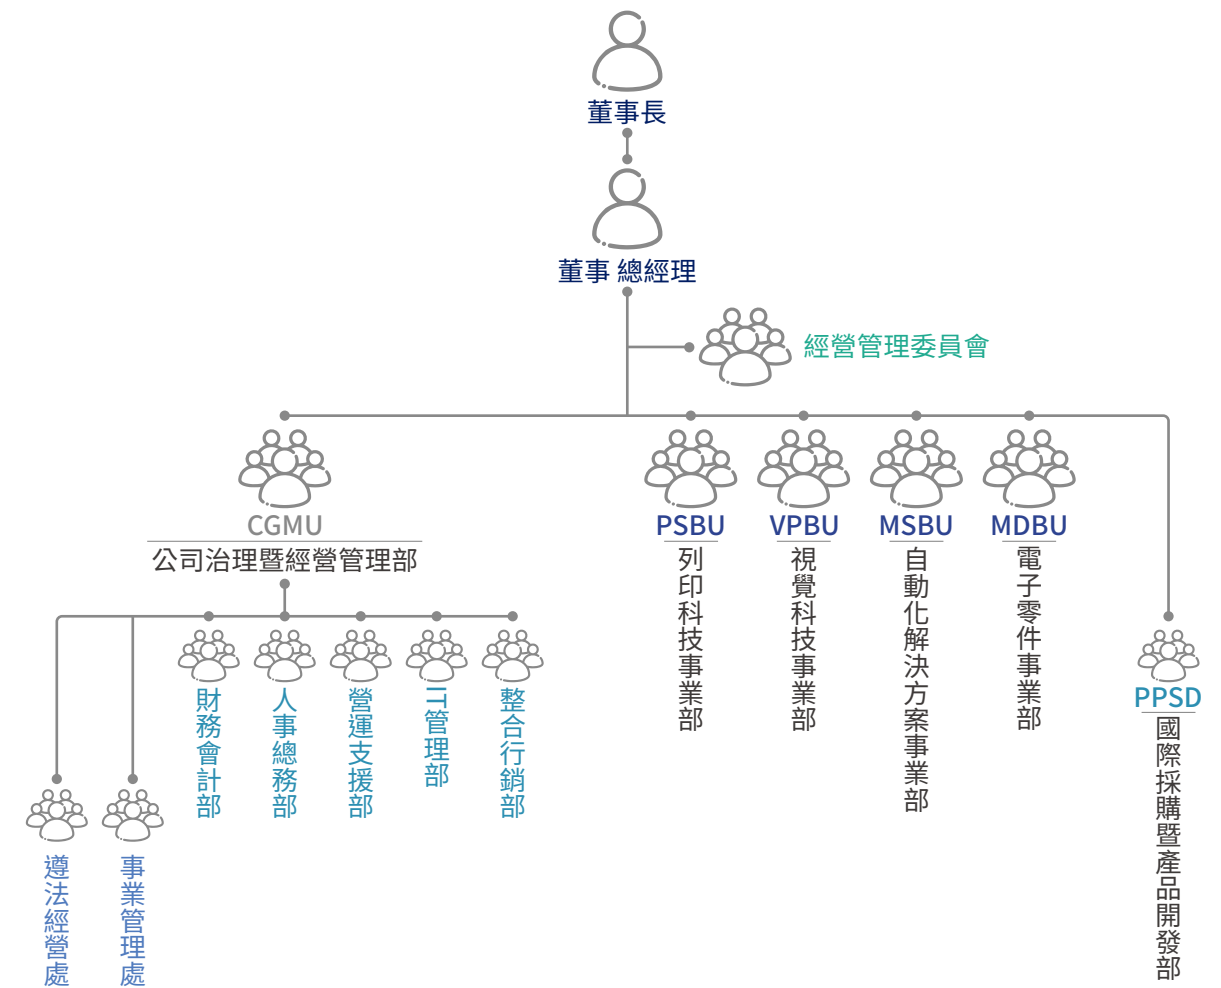 董事長
董事 總經理
經營管理委員會
CGMU
公司治理暨經營管理部
PSBU
列印科技事業部
VPBU
視覺科技事業部
MSBU
自動化解決方案事業部
MDBU
電子零件事業部
PPSD
國際採購暨產品開發部
遵法經營處
事業管理處
財務會計部
人事總務部
營運支援部
IT管理部
整合行銷部